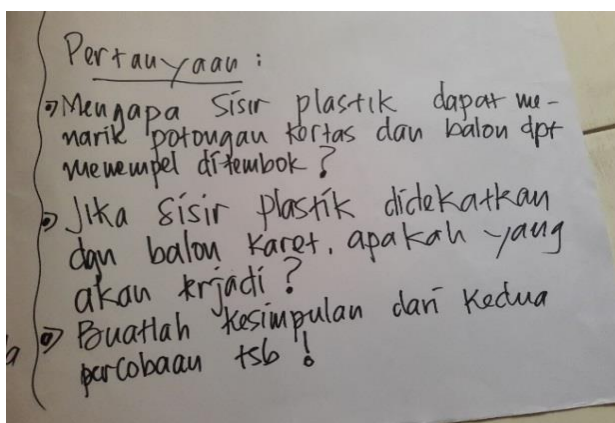 Pertanyaan :
Mengapa sisir plastik dapat me-
narik potongan kertas dan balon dpt
menempel ditembok ?
Jika sisir plastik didekatkan
dgn balon karet, apakah yang
akan terjadi ?
Buatlah kesimpulan dari kedua
percobaan tsb !